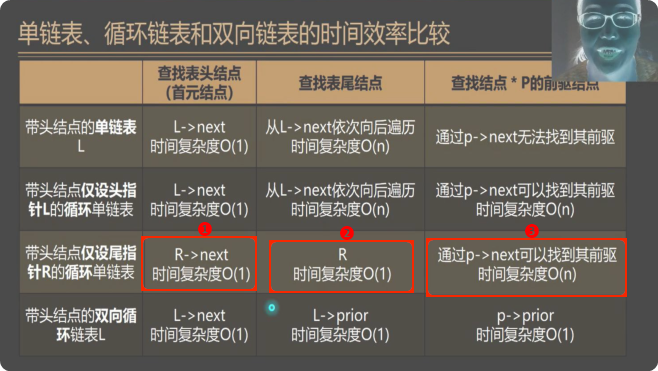 单链表、循环链表和双向链表的时间效率比较
查找表头结点
(首元结点)
查找表尾结点
查找结点 * P的前驱结点
带头结点的单链表
L
L->next
时间复杂度O(1)
从L->next依次向后遍历
时间复杂度O(n)
通过p->next无法找到其前驱
带头结点仅设头指
针L的循环单链表
L->next
时间复杂度O(1)
从L->next依次向后遍历
时间复杂度O(n)
通过p->next可以找到其前驱
时间复杂度O(n)
带头结点仅设尾指
针R的循环单链表
R->next
时间复杂度O(1)
R
时间复杂度O(1)
通过p->next可以找到其前驱
时间复杂度O(n)
带头结点的双向循
环链表L
L->next
时间复杂度O(1)
L->prior
时间复杂度O(1)
p->prior
时间复杂度O(1)